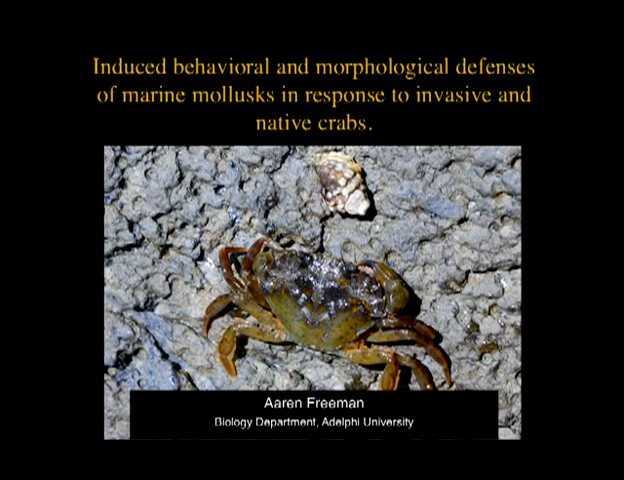 Induced behavioral and morphological defenses
of marine mollusks in response to invasive and
native crabs.
Aaren Freeman
Biology Department, Adelphi University